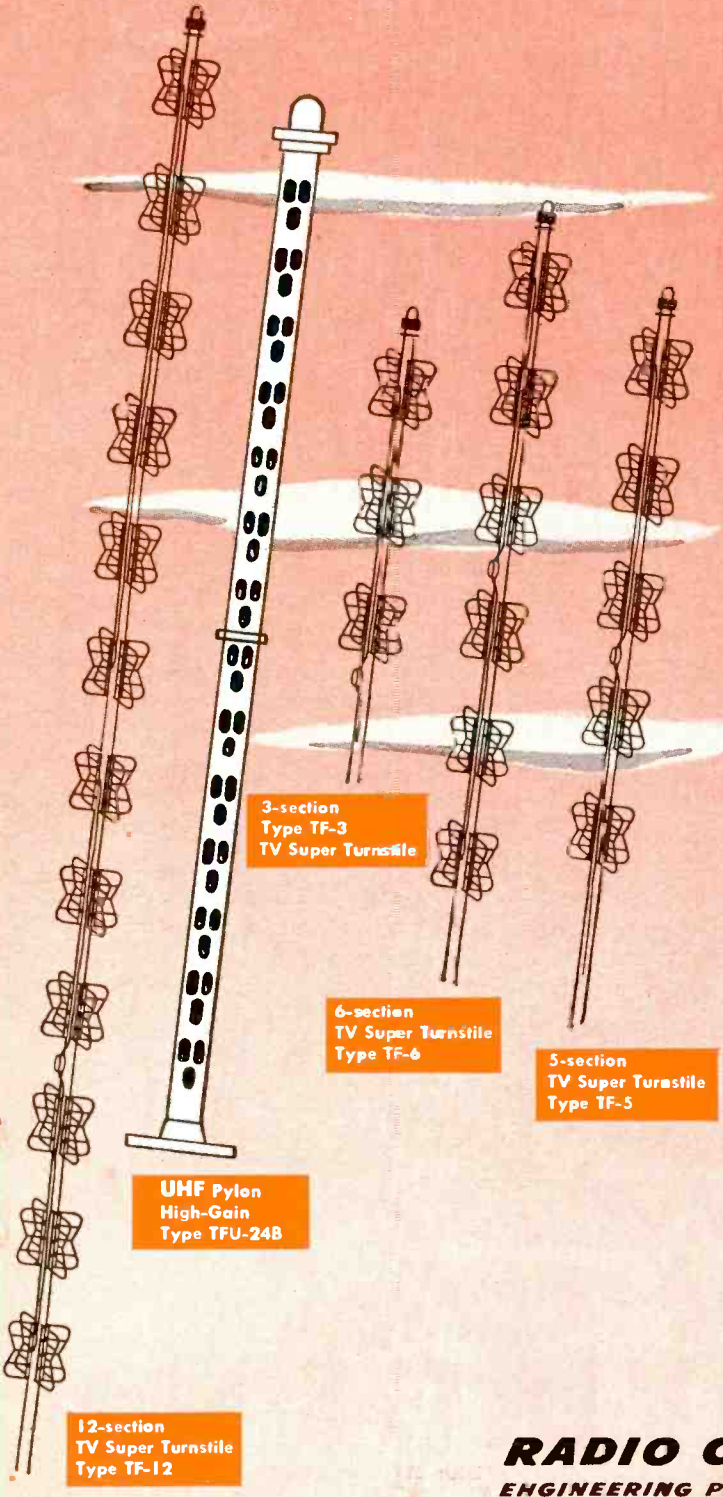 3-section
Type TF-3
TV Super Turnstile
6-section
TV Super Turnstile
Type TF-6
5-section
TV Super Turnstile
Type TF-5
UHF Pylon
High-Gain
Type TFU-24B
12-section
TV Super Turnstile
Type TF-12
RADIO C
ENGINEERING P